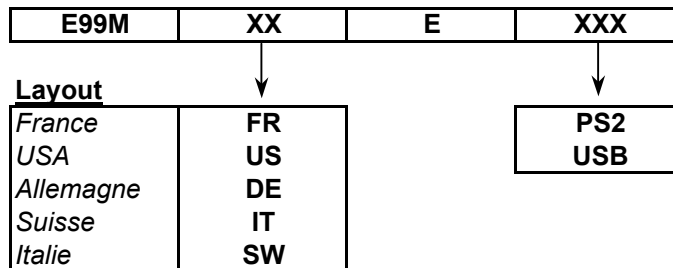 E99M XX E XXX
Layout
France FR PS2
USA US USB
Allemagne DE
Suisse IT
Italie SW